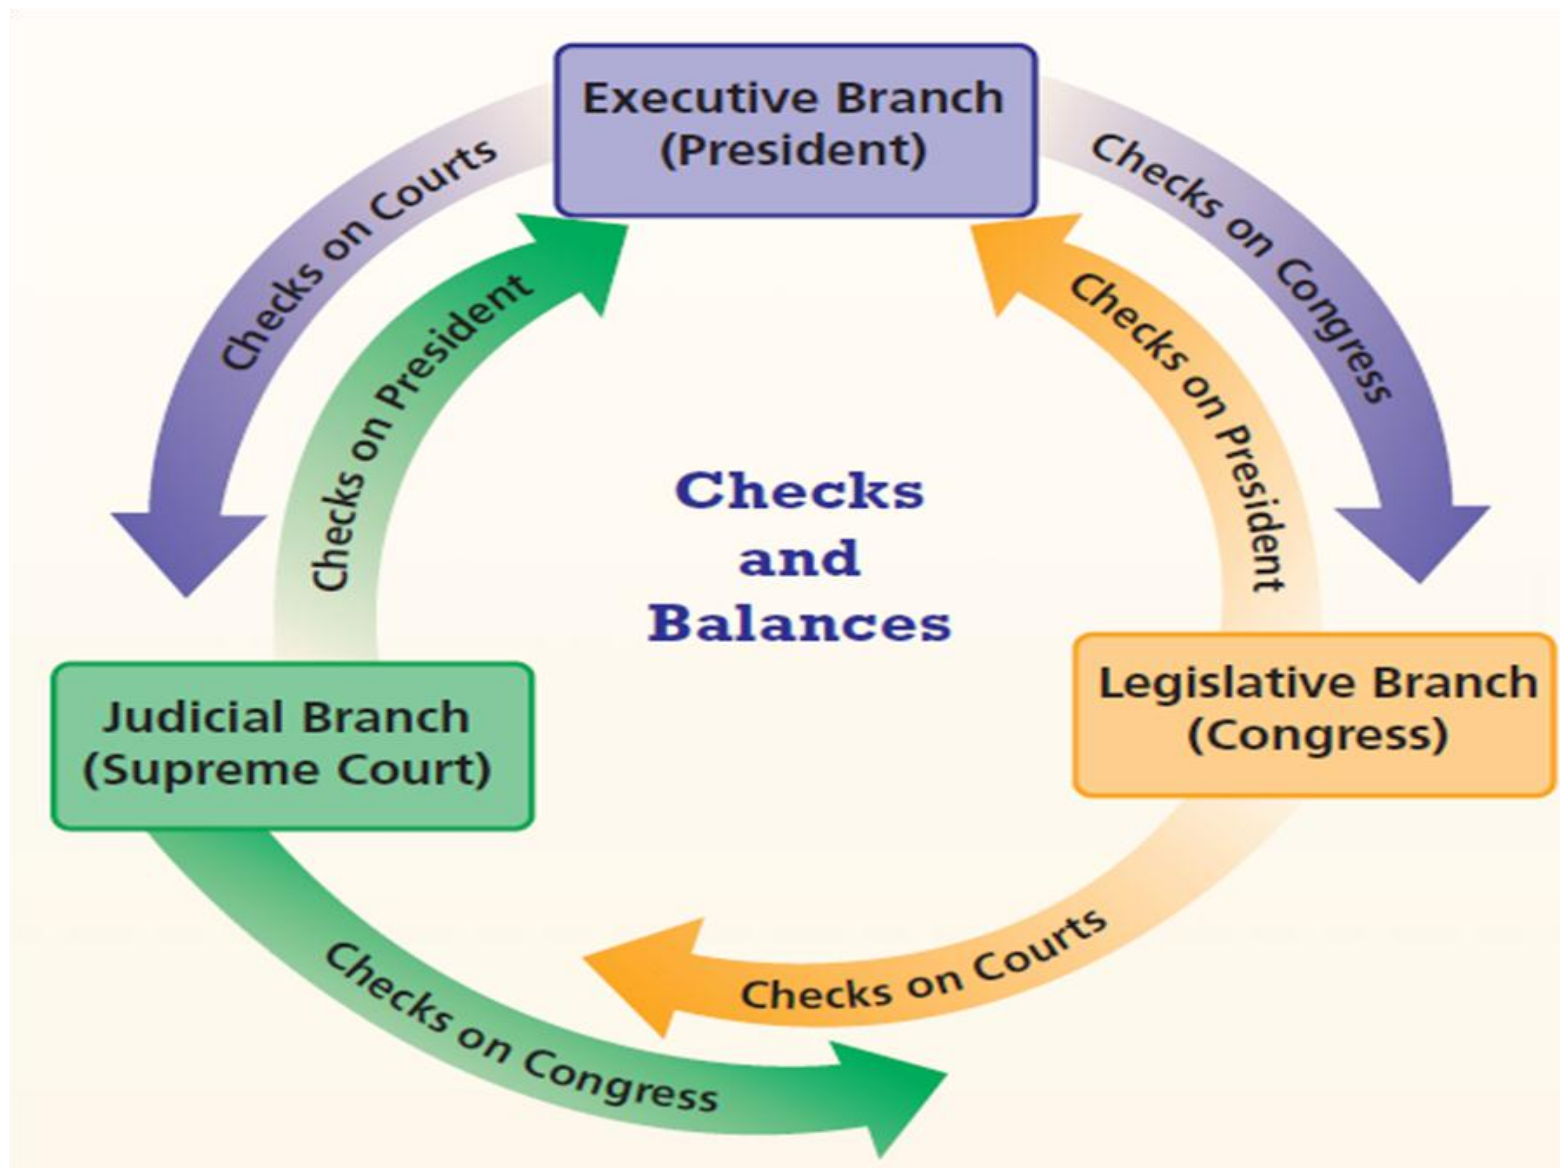 Executive Branch
(President)
Checks on Courts
Checks on Congress
Checks on President
Checks on President
Checks
and
Balances
Judicial Branch
(Supreme Court)
Legislative Branch
(Congress)
Checks on Courts
Checks on Congress